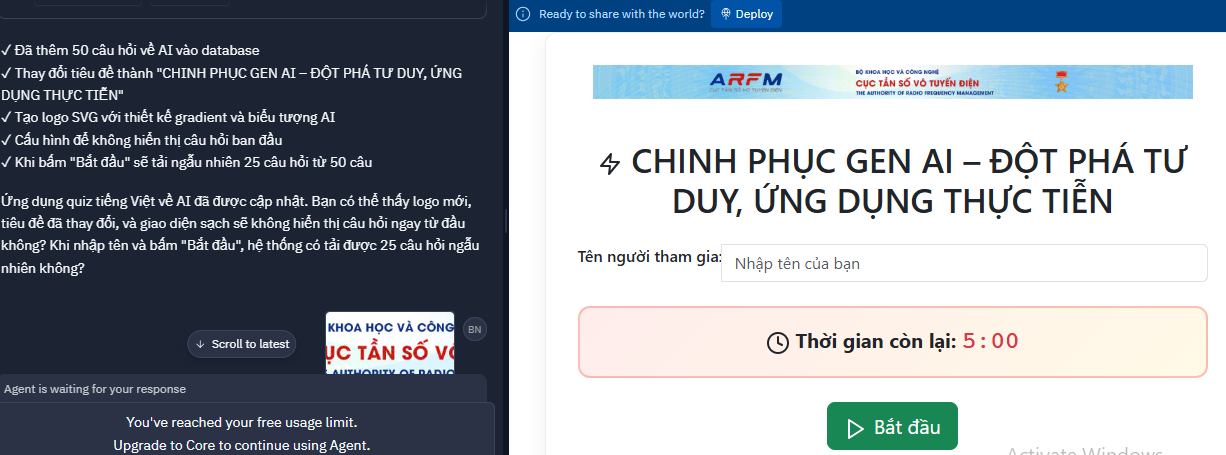 ✓ Đã thêm 50 câu hỏi về AI vào database
✓ Thay đổi tiêu đề thành "CHINH PHỤC GEN AI – ĐỘT PHÁ TƯ DUY, ỨNG
DỤNG THỰC TIỄN"
✓ Tạo logo SVG với thiết kế gradient và biểu tượng AI
✓ Cấu hình để không hiển thị câu hỏi ban đầu
✓ Khi bấm "Bắt đầu" sẽ tải ngẫu nhiên 25 câu hỏi từ 50 câu
Ứng dụng quiz tiếng Việt về AI đã được cập nhật. Bạn có thể thấy logo mới,
tiêu đề đã thay đổi, và giao diện sạch sẽ không hiển thị câu hỏi ngay từ đầu
không? Khi nhập tên và bấm "Bắt đầu", hệ thống có tải được 25 câu hỏi ngẫu
nhiên không?
KHOA HỌC VÀ CÔNG
ỤC TẦN SỐ VÔ
AUTHORITY OF RADIO
BN
↓ Scroll to latest
Agent is waiting for your response
You've reached your free usage limit.
Upgrade to Core to continue using Agent.
Ready to share with the world?
Deploy
ARFM
CỤC TẦN SỐ VÔ TUYẾN ĐIỆN
BỘ KHOA HỌC VÀ CÔNG NGHỆ
CỤC TẦN SỐ VÔ TUYẾN ĐIỆN
THE AUTHORITY OF RADIO FREQUENCY MANAGEMENT
CHINH PHỤC GEN AI – ĐỘT PHÁ TƯ
DUY, ỨNG DỤNG THỰC TIỄN
Tên người tham gia:
Nhập tên của bạn
Thời gian còn lại: 5:00
Bắt đầu
Activate Windows